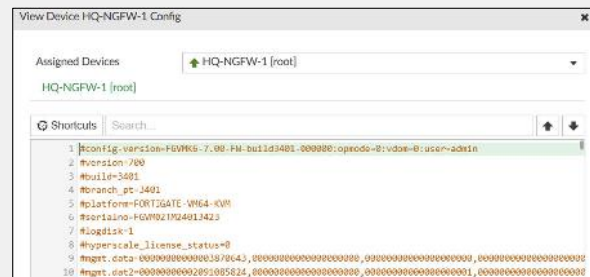 View Device HQ-NGFW-1 Config
Assigned Devices
HQ-NGFW-1 [root]
HQ-NGFW-1 [root]
Shortcuts
Search...
1 #config-version=FGVMK6-7.00-FW-build3401-000000:opmode=0:vdom=0:user=admin
2 #version=700
3 #build=3401
4 #branch_pt=3401
5 #platform=FORTIGATE-VM64-KVM
6 #serialno=FGVM02TM24013423
7 #logdisk=1
8 #hyperscale_license_status=0
9
10